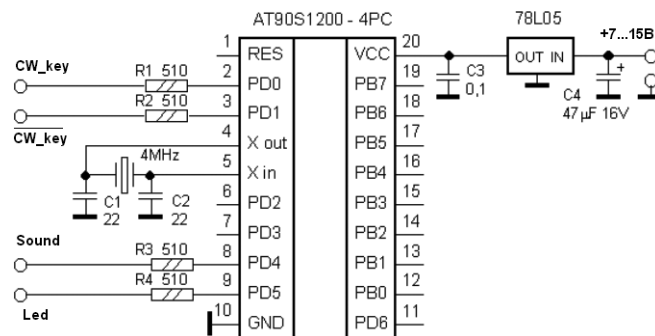 AT90S1200 - 4PC
78L05
+7...15В
1 RES VCC 20
OUT IN
CW_key
R1 510
2 PD0 PB7 19
C3
0,1
+
C4
47µF 16V
R2 510
3 PD1 PB6 18
CW_key
4 X out PB5 17
4MHz
5 X in PB4 16
C1
22
C2
22
6 PD2 PB3 15
7 PD3 PB2 14
Sound
R3 510
8 PD4 PB1 13
R4 510
9 PD5 PB0 12
Led
10 GND PD6 11